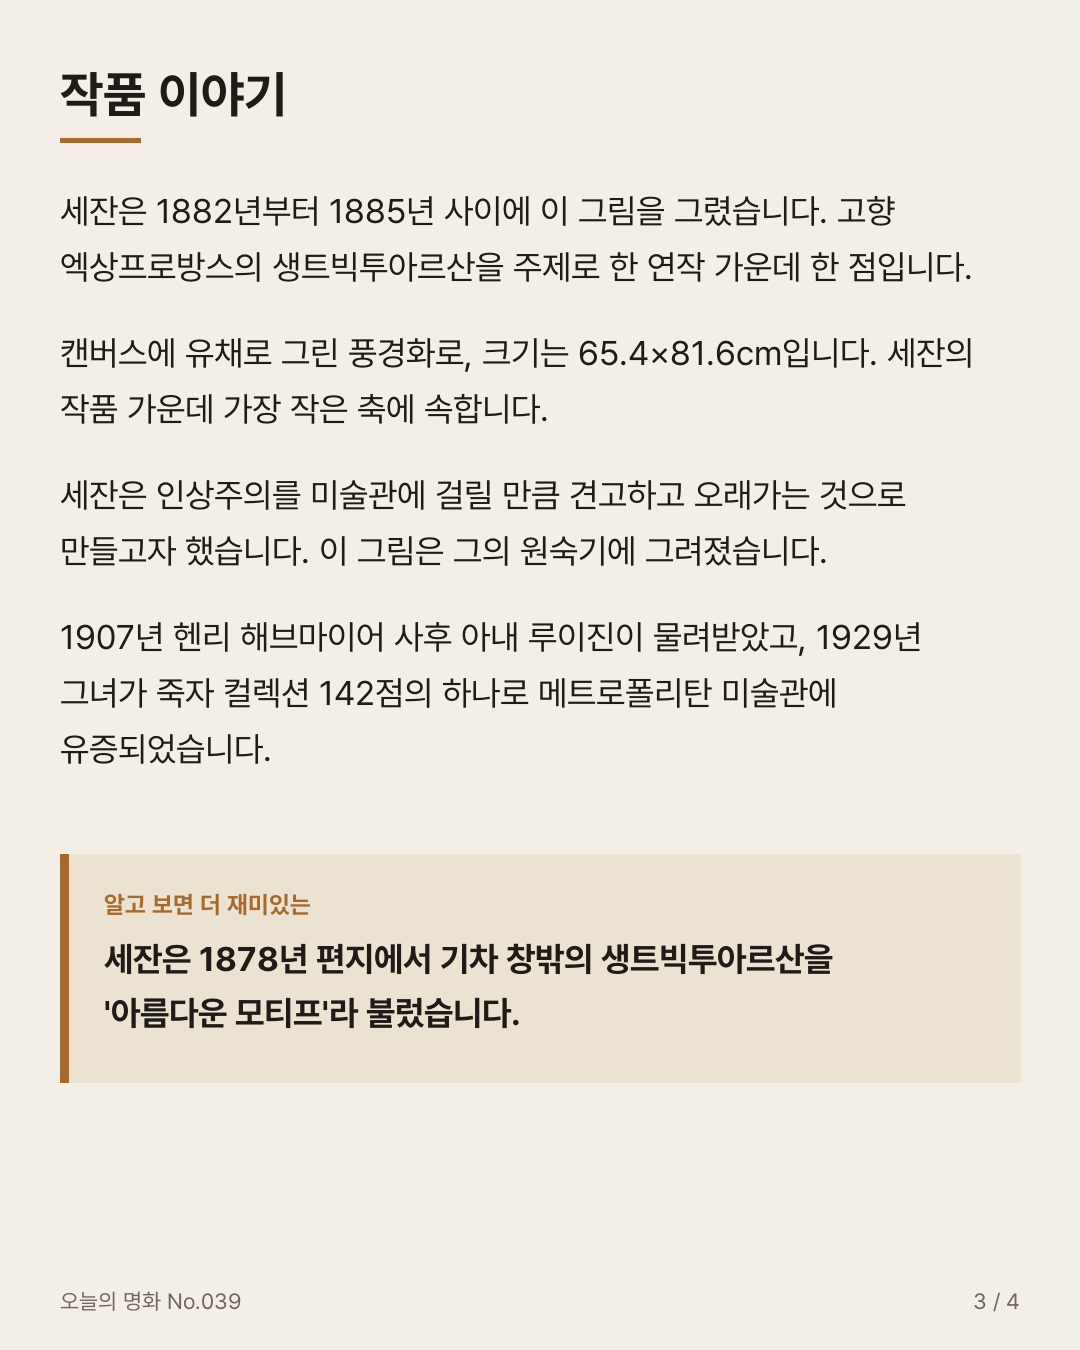 작품 이야기
세잔은 1882년부터 1885년 사이에 이 그림을 그렸습니다. 고향
엑상프로방스의 생트빅투아르산을 주제로 한 연작 가운데 한 점입니다.
캔버스에 유채로 그린 풍경화로, 크기는 65.4×81.6cm입니다. 세잔의
작품 가운데 가장 작은 축에 속합니다.
세잔은 인상주의를 미술관에 걸릴 만큼 견고하고 오래가는 것으로
만들고자 했습니다. 이 그림은 그의 원숙기에 그려졌습니다.
1907년 헨리 해브마이어 사후 아내 루이진이 물려받았고, 1929년
그녀가 죽자 컬렉션 142점의 하나로 메트로폴리탄 미술관에
유증되었습니다.
알고 보면 더 재미있는
세잔은 1878년 편지에서 기차 창밖의 생트빅투아르산을
'아름다운 모티프'라 불렀습니다.
오늘의 명화 No.039
3 / 4